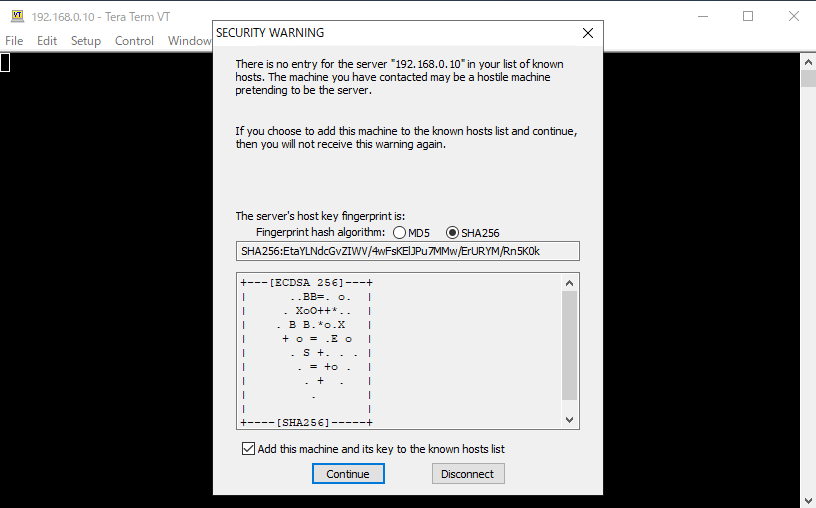 192.168.0.10 - Tera Term VT
File Edit Setup Control Window
SECURITY WARNING
There is no entry for the server "192.168.0.10" in your list of known
hosts. The machine you have contacted may be a hostile machine
pretending to be the server.
If you choose to add this machine to the known hosts list and continue,
then you will not receive this warning again.
The server's host key fingerprint is:
Fingerprint hash algorithm: MD5 SHA256
SHA256:EtaYLNdcGvZIWV/4wFsKElJPu7MMw/ErURYM/Rn5K0k
+---[ECDSA 256]---+
|      ..BB=. o.  |
|     . XoO++*..  |
|    . B B.*o.X   |
|     + o = .E o  |
|      . S +. . . |
|       . = +o .  |
|        . +  .   |
|         .       |
|                 |
+----[SHA256]-----+
Add this machine and its key to the known hosts list
Continue Disconnect